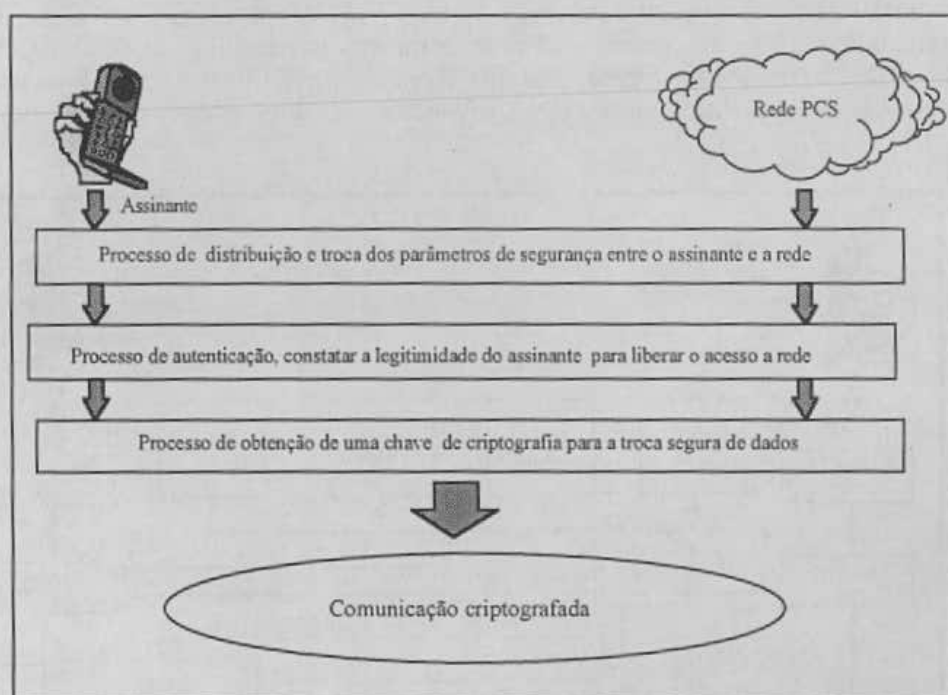 Rede PCS
Assinante
Processo de distribuição e troca dos parâmetros de segurança entre o assinante e a rede
Processo de autenticação, constatar a legitimidade do assinante para liberar o acesso a rede
Processo de obtenção de uma chave de criptografia para a troca segura de dados
Comunicação criptografada